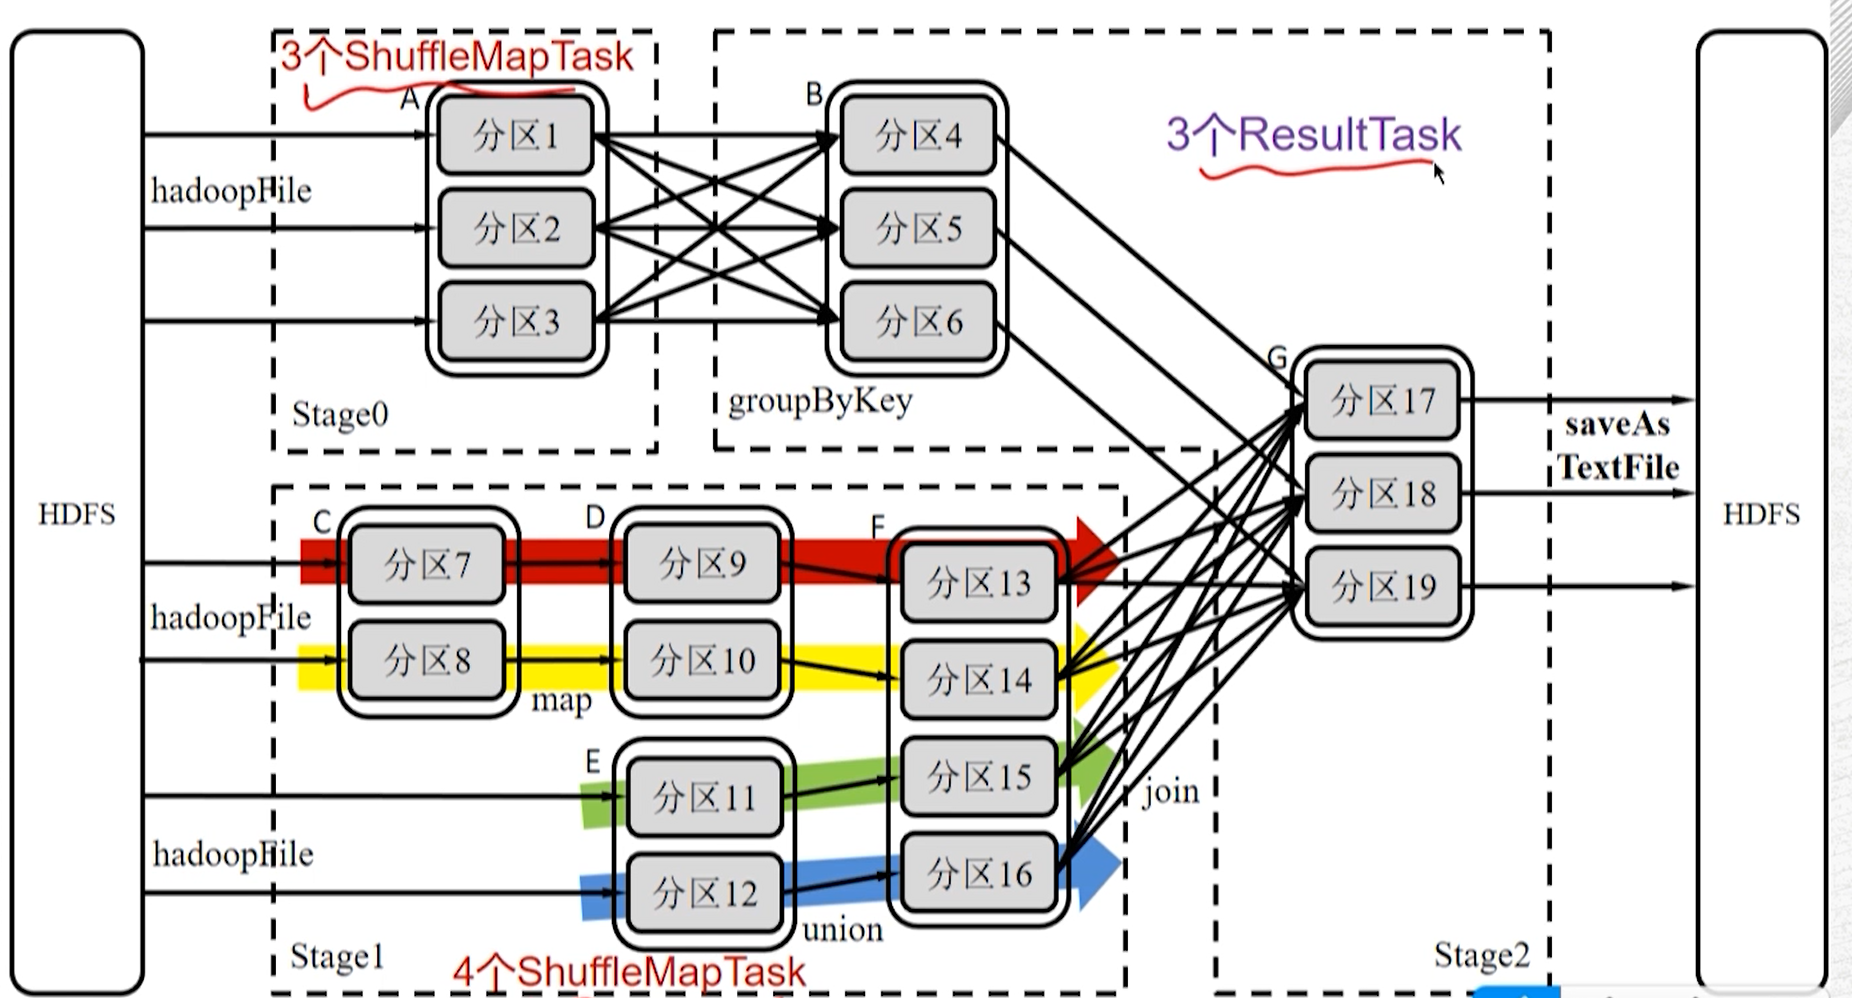 3个ShuffleMapTask
A
B
分区1
分区4
3个ResultTask
hadoopFile
分区2
分区5
分区3
分区6
G
分区17
Stage0
groupByKey
saveAs
TextFile
分区18
HDFS
HDFS
C
D
F
分区7
分区9
分区13
分区19
hadoopFile
分区8
分区10
分区14
map
E
分区11
分区15
join
hadoopFile
分区12
分区16
union
Stage1
Stage2
4个ShuffleMapTask